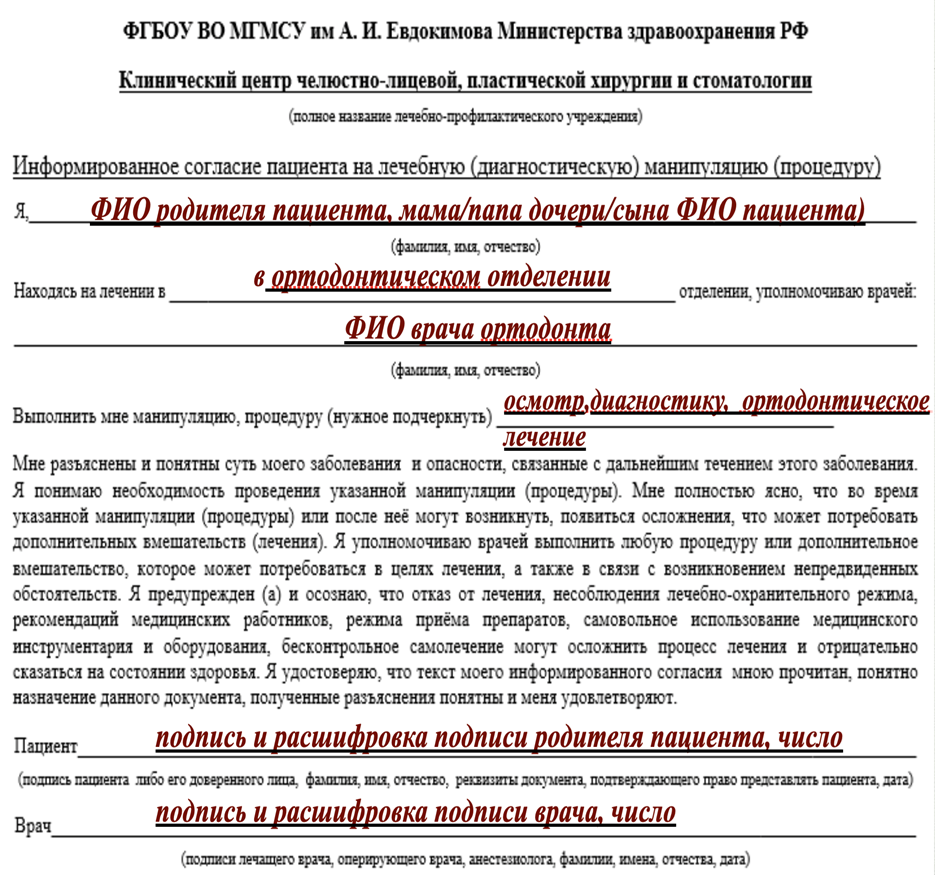 ФГБОУ ВО МГМСУ им А. И. Евдокимова Министерства здравоохранения РФ
Клинический центр челюстно-лицевой, пластической хирургии и стоматологии
(полное название лечебно-профилактического учреждения)
Информированное согласие пациента на лечебную (диагностическую) манипуляцию (процедуру)
Я, ФИО родителя пациента, мама/папа дочери/сына ФИО пациента)
(фамилия, имя, отчество)
Находясь на лечении в в ортодонтическом отделении отделении, уполномочиваю врачей:
ФИО врача ортодонта
(фамилия, имя, отчество)
Выполнить мне манипуляцию, процедуру (нужное подчеркнуть) осмотр,диагностику, ортодонтическое
лечение
Мне разъяснены и понятны суть моего заболевания и опасности, связанные с дальнейшим течением этого заболевания.
Я понимаю необходимость проведения указанной манипуляции (процедуры). Мне полностью ясно, что во время
указанной манипуляции (процедуры) или после неё могут возникнуть, появиться осложнения, что может потребовать
дополнительных вмешательств (лечения). Я уполномочиваю врачей выполнить любую процедуру или дополнительное
вмешательство, которое может потребоваться в целях лечения, а также в связи с возникновением непредвиденных
обстоятельств. Я предупрежден (а) и осознаю, что отказ от лечения, несоблюдения лечебно-охранительного режима,
рекомендаций медицинских работников, режима приёма препаратов, самовольное использование медицинского
инструментария и оборудования, бесконтрольное самолечение могут осложнить процесс лечения и отрицательно
сказаться на состоянии здоровья. Я удостоверяю, что текст моего информированного согласия мною прочитан, понятно
назначение данного документа, полученные разъяснения понятны и меня удовлетворяют.
Пациент подпись и расшифровка подписи родителя пациента, число
(подпись пациента либо его доверенного лица, фамилия, имя, отчество, реквизиты документа, подтверждающего право представлять пациента, дата)
Врач подпись и расшифровка подписи врача, число
(подписи лечащего врача, оперирующего врача, анестезиолога, фамилии, имена, отчества, дата)